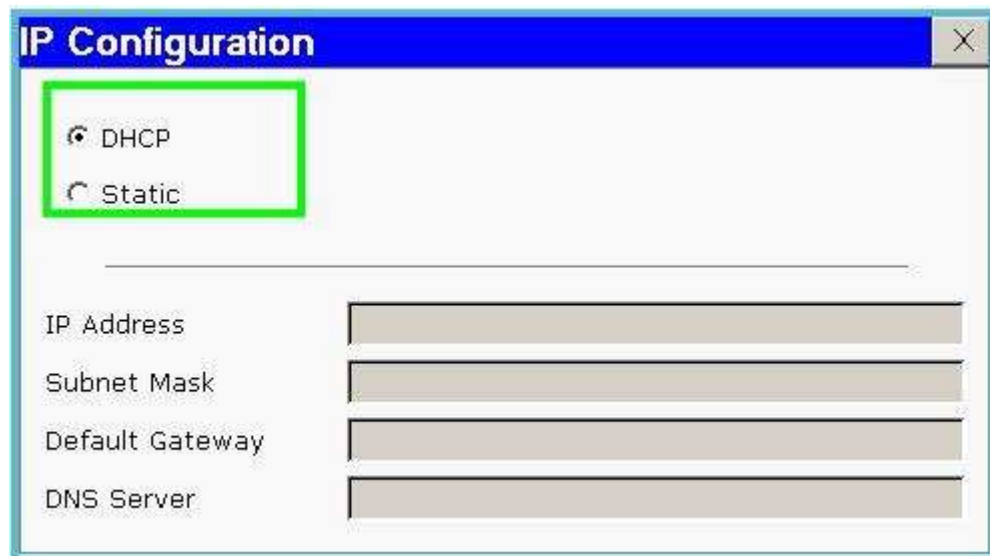 IP Configuration
DHCP
Static
IP Address
Subnet Mask
Default Gateway
DNS Server